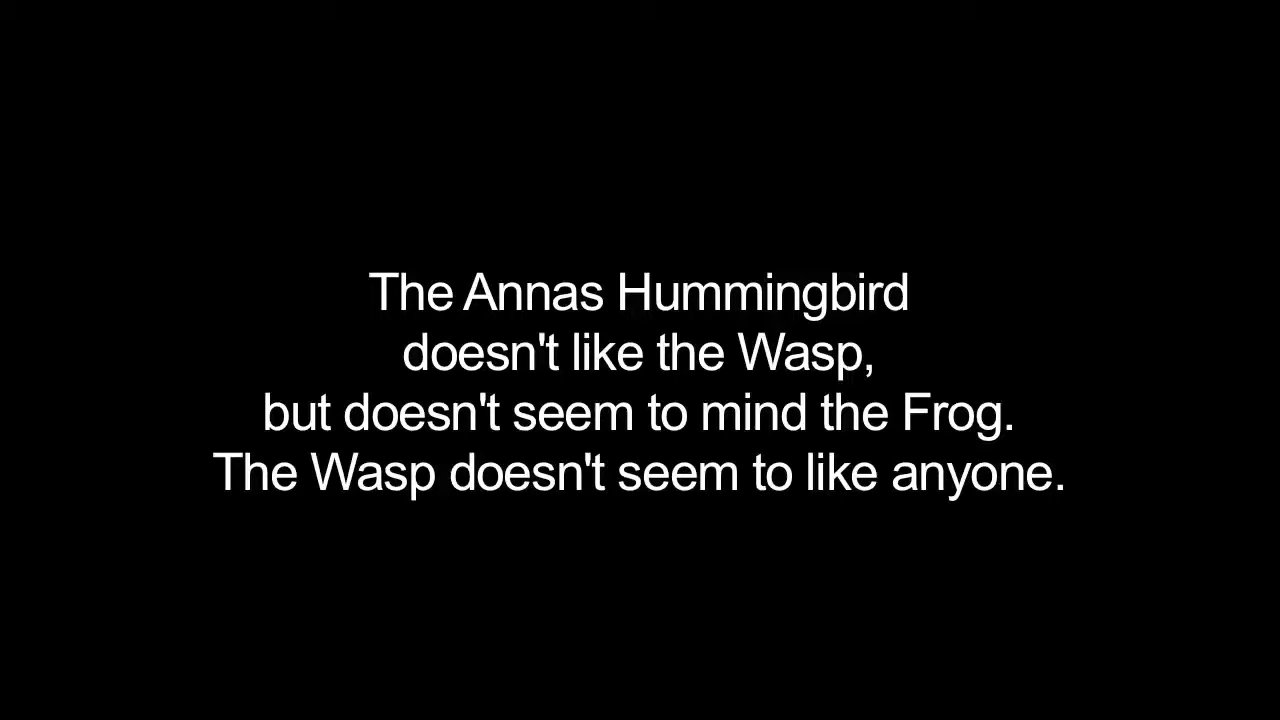 The Annas Hummingbird
doesn't like the Wasp,
but doesn't seem to mind the Frog.
The Wasp doesn't seem to like anyone.